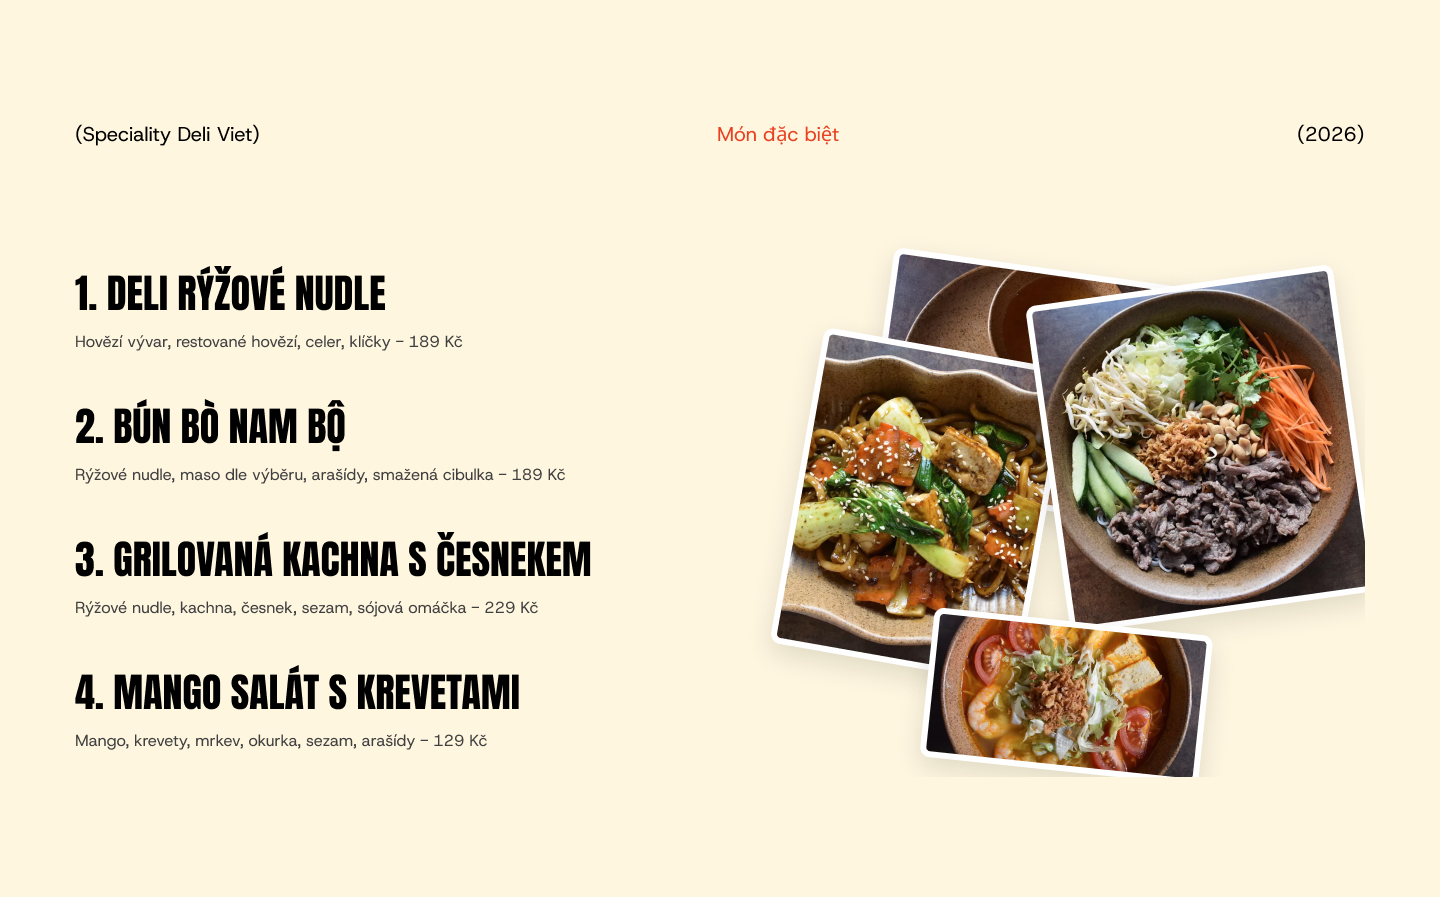 (Speciality Deli Viet)
Món đặc biệt
(2026)
1. DELI RÝŽOVÉ NUDLE
Hovězí vývar, restované hovězí, celer, klíčky – 189 Kč
2. BÚN BÒ NAM BỘ
Rýžové nudle, maso dle výběru, arašídy, smažená cibulka – 189 Kč
3. GRILOVANÁ KACHNA S ČESNEKEM
Rýžové nudle, kachna, česnek, sezam, sójová omáčka – 229 Kč
4. MANGO SALÁT S KREVETAMI
Mango, krevety, mrkev, okurka, sezam, arašídy – 129 Kč